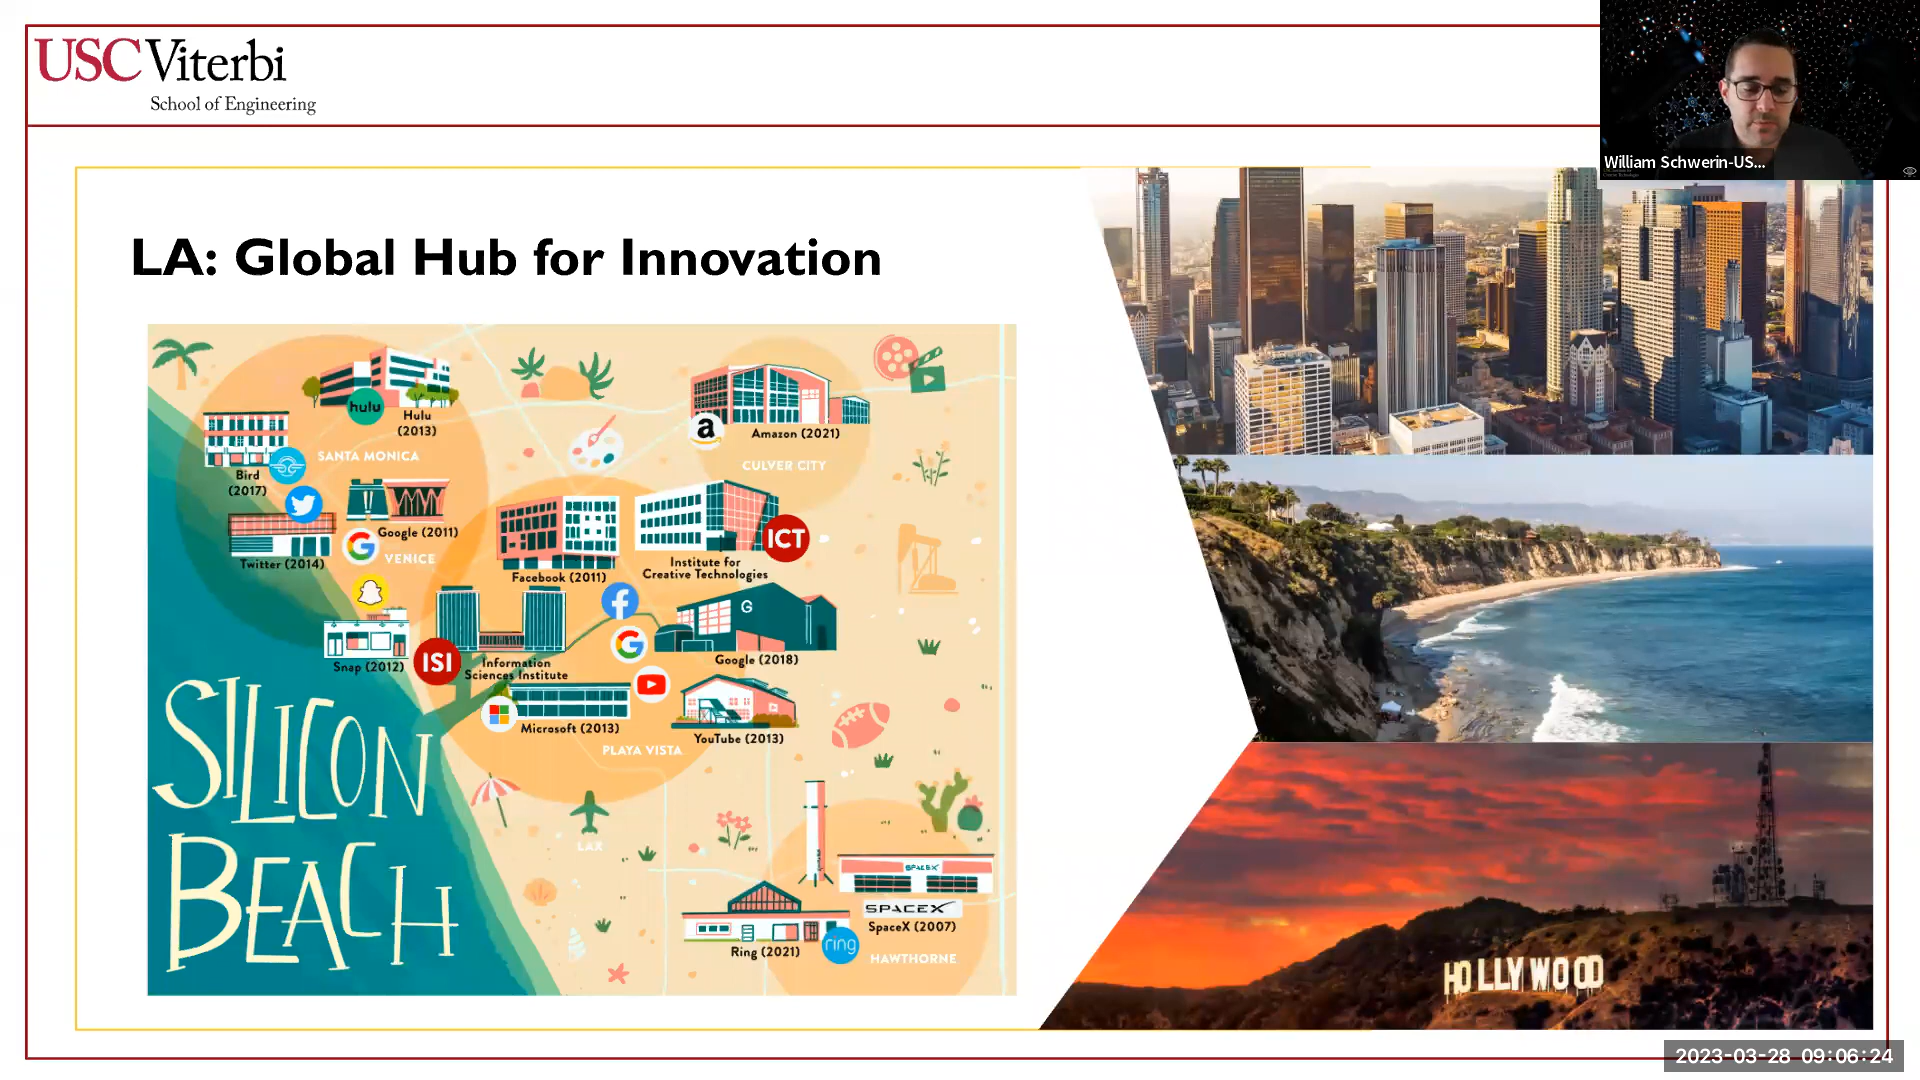 USC Viterbi
School of Engineering
William Schwerin-US...
LA: Global Hub for Innovation
hulu
Hulu
(2013)
Bird
(2017)
SANTA MONICA
a
Amazon (2021)
CULVER CITY
Google (2011)
VENICE
Twitter (2014)
Facebook (2011)
ICT
Institute for
Creative Technologies
G
Snap (2012)
ISI
Information
Sciences Institute
Google (2018)
Microsoft (2013)
YouTube (2013)
PLAYA VISTA
SILICON
BEACH
LAX
SPACEX
SPACEX
SpaceX (2007)
Ring (2021)
ring
HAWTHORNE
HOLLYWOOD
2023-03-28 09:06:24